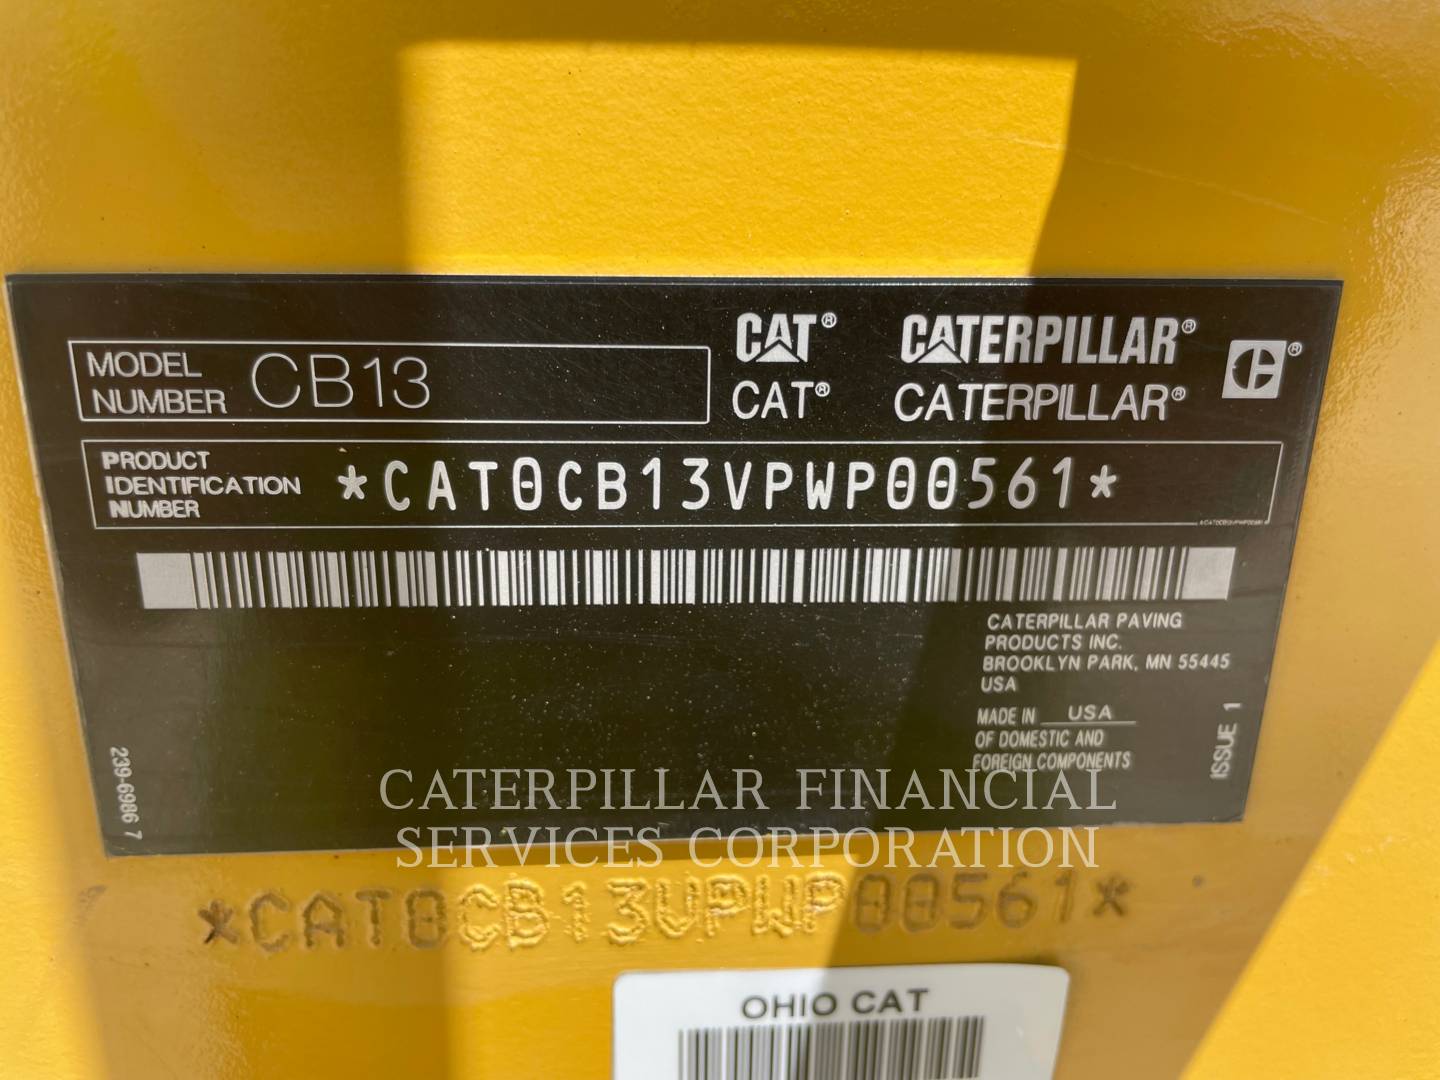 CAT® CATERPILLAR®
CAT® CATERPILLAR®
MODEL NUMBER CB13
PRODUCT IDENTIFICATION NUMBER *CAT0CB13VPWP00561*
CATERPILLAR PAVING
PRODUCTS INC.
BROOKLYN PARK, MN 55445
USA
MADE IN USA
OF DOMESTIC AND
FOREIGN COMPONENTS
ISSUE 1
239-6986 7
CATERPILLAR FINANCIAL
SERVICES CORPORATION
*CAT0CB13VPWP00561*
OHIO CAT